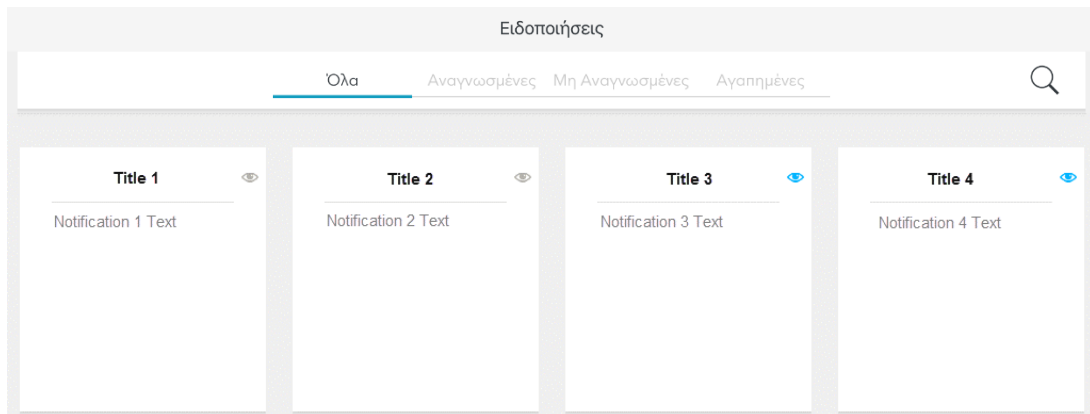 Ειδοποιήσεις
Όλα Αναγνωσμένες Μη Αναγνωσμένες Αγαπημένες
Title 1 Title 2 Title 3 Title 4
Notification 1 Text Notification 2 Text Notification 3 Text Notification 4 Text